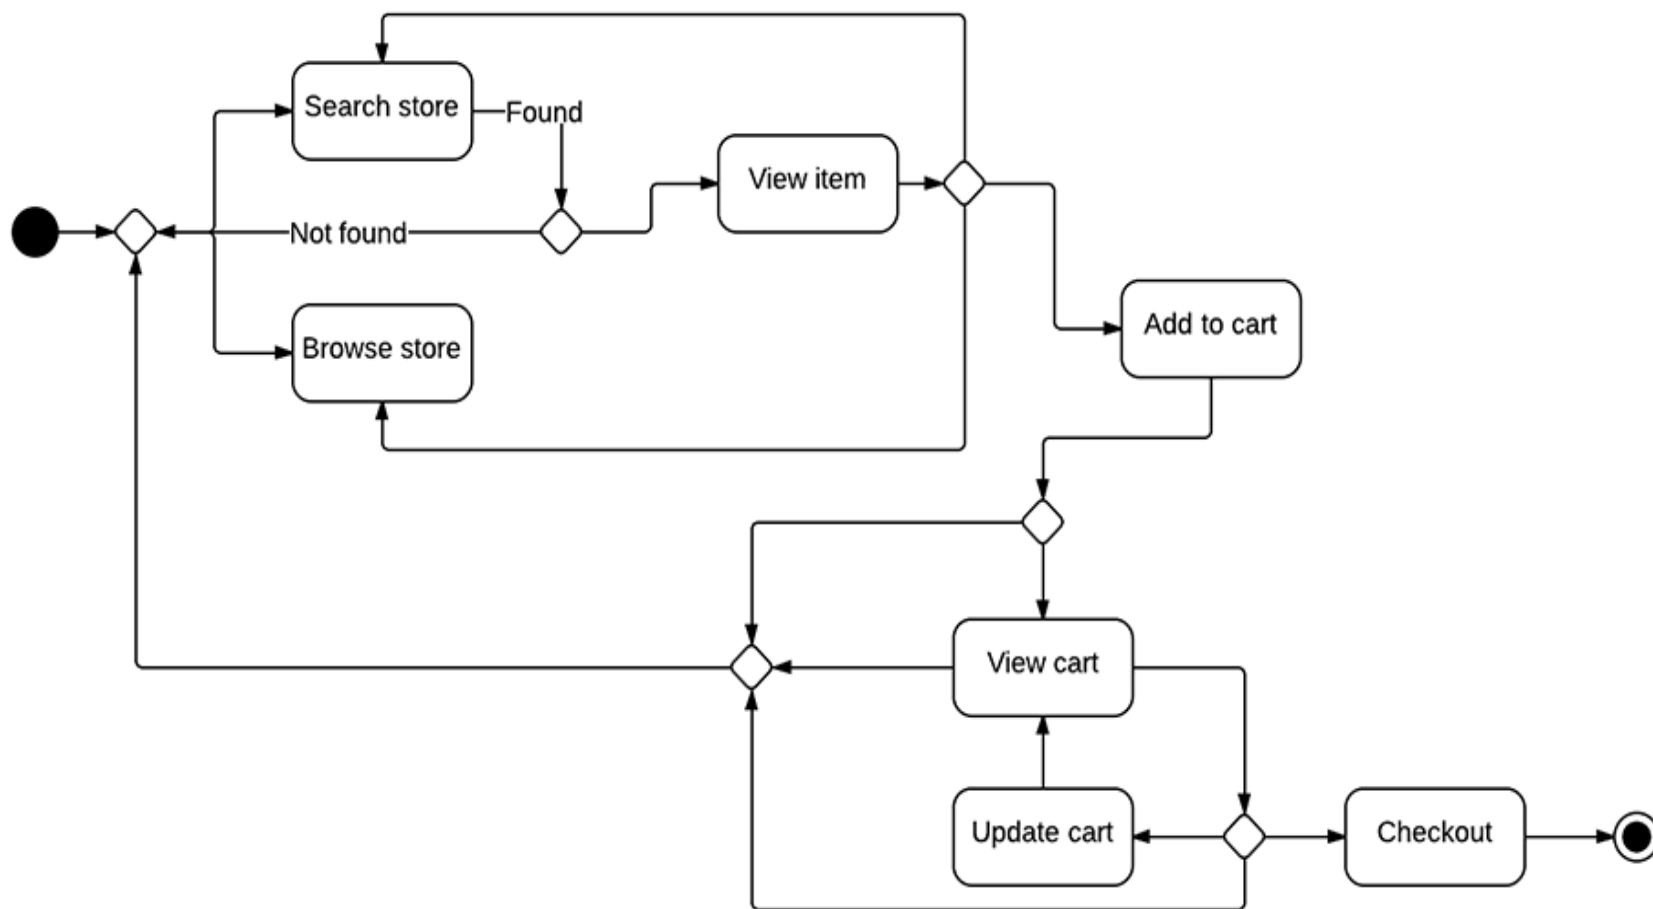 Search store
Found
View item
Not found
Add to cart
Browse store
View cart
Update cart
Checkout